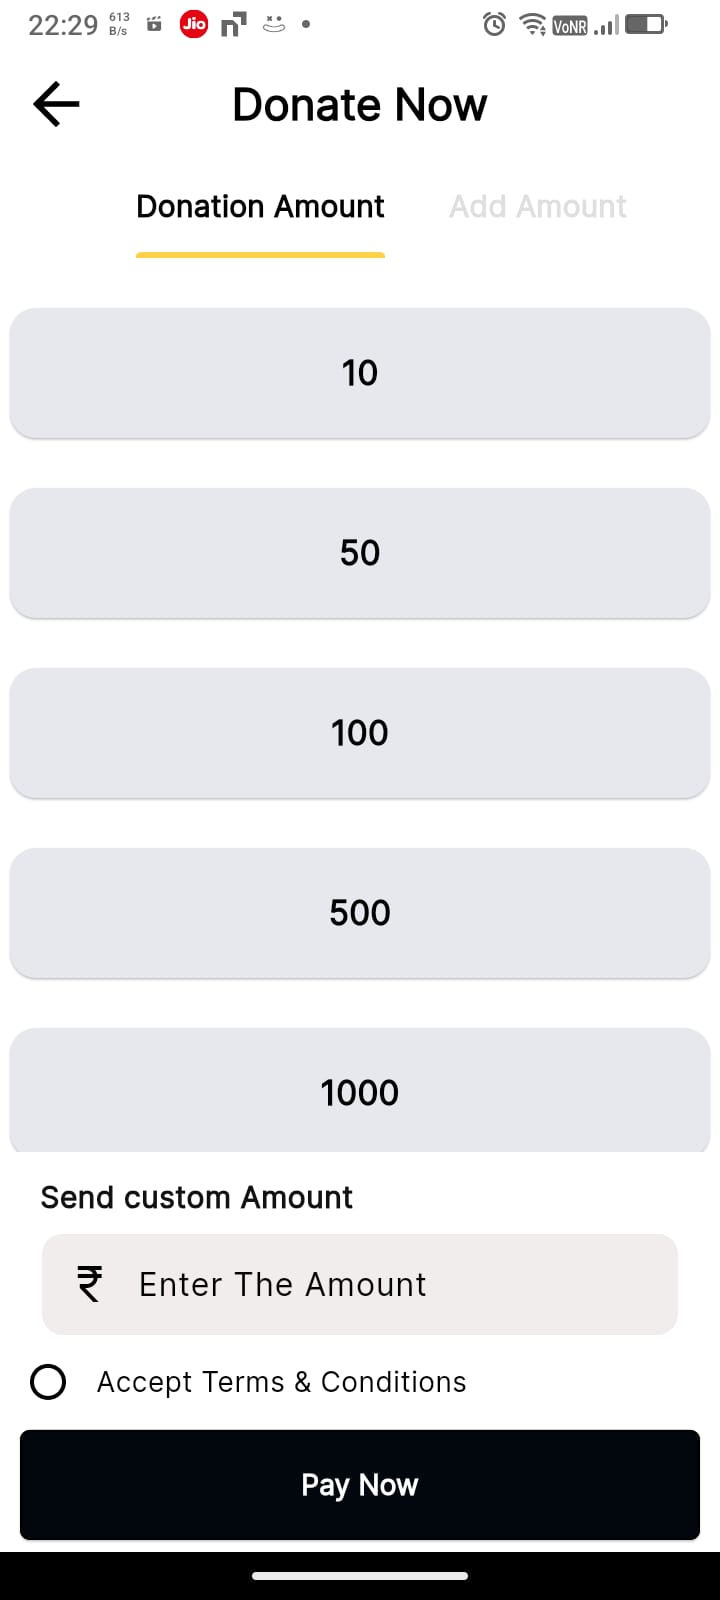 22:29 613 B/s Jio VoNR
Donate Now
Donation Amount Add Amount
10
50
100
500
1000
Send custom Amount
₹ Enter The Amount
Accept Terms & Conditions
Pay Now